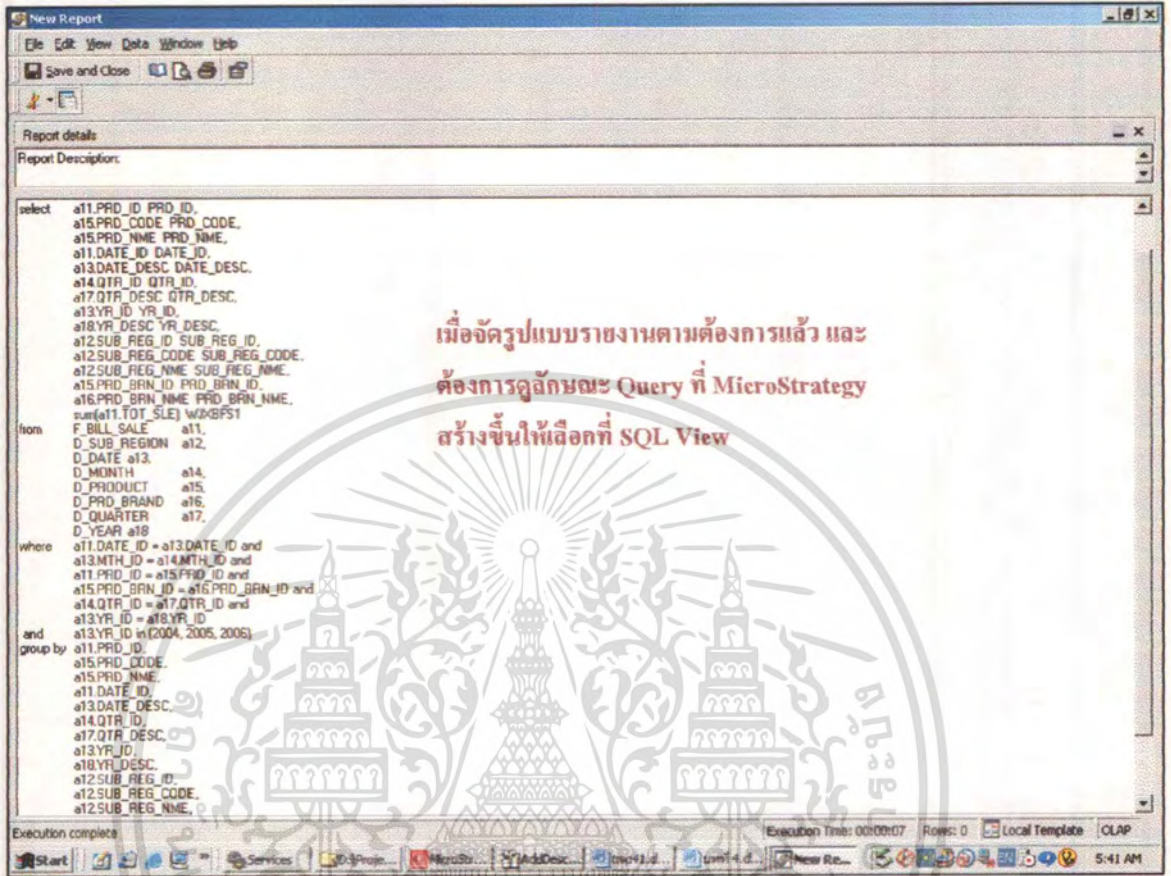 New Report
File Edit View Data Window Help
Save and Close
Report details
Report Description:
select a11.PRD_ID PRD_ID,
a15.PRD_CODE PRD_CODE,
a15.PRD_NME PRD_NME,
a11.DATE_ID DATE_ID,
a13.DATE_DESC DATE_DESC,
a14.QTR_ID QTR_ID,
a17.QTR_DESC QTR_DESC,
a13.YR_ID YR_ID,
a18.YR_DESC YR_DESC,
a12.SUB_REG_ID SUB_REG_ID,
a12.SUB_REG_CODE SUB_REG_CODE,
a12.SUB_REG_NME SUB_REG_NME,
a15.PRD_BRN_ID PRD_BRN_ID,
a16.PRD_BRN_NME PRD_BRN_NME,
sum(a11.TOT_SLE) WJXBFS1
from F_BILL_SALE a11,
D_SUB_REGION a12,
D_DATE a13,
D_MONTH a14,
D_PRODUCT a15,
D_PRD_BRAND a16,
D_QUARTER a17,
D_YEAR a18
where a11.DATE_ID = a13.DATE_ID and
a13.MTH_ID = a14.MTH_ID and
a11.PRD_ID = a15.PRD_ID and
a15.PRD_BRN_ID = a16.PRD_BRN_ID and
a14.QTR_ID = a17.QTR_ID and
a13.YR_ID = a18.YR_ID
and a13.YR_ID in (2004, 2005, 2006)
group by a11.PRD_ID,
a15.PRD_CODE,
a15.PRD_NME,
a11.DATE_ID,
a13.DATE_DESC,
a14.QTR_ID,
a17.QTR_DESC,
a13.YR_ID,
a18.YR_DESC,
a12.SUB_REG_ID,
a12.SUB_REG_CODE,
a12.SUB_REG_NME,
เมื่อจัดรูปแบบรายงานตามต้องการแล้ว และ
ต้องการดูลักษณะ Query ที่ MicroStrategy
สร้างขึ้นให้เลือกที่ SQL View
Execution complete Execution Time: 00:00:07 Rows: 0 Local Template OLAP
Start Services D:\Proje... MicroStr... AddDesc... New Re... 5:41 AM